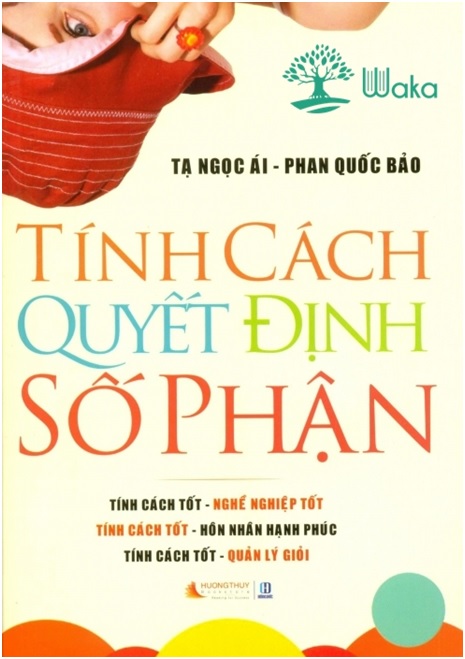 Waka
TẠ NGỌC ÁI - PHAN QUỐC BẢO
TÍNH CÁCH
QUYẾT ĐỊNH
SỐ PHẬN
TÍNH CÁCH TỐT - NGHỀ NGHIỆP TỐT
TÍNH CÁCH TỐT - HÔN NHÂN HẠNH PHÚC
TÍNH CÁCH TỐT - QUẢN LÝ GIỎI
HUONGTHUY